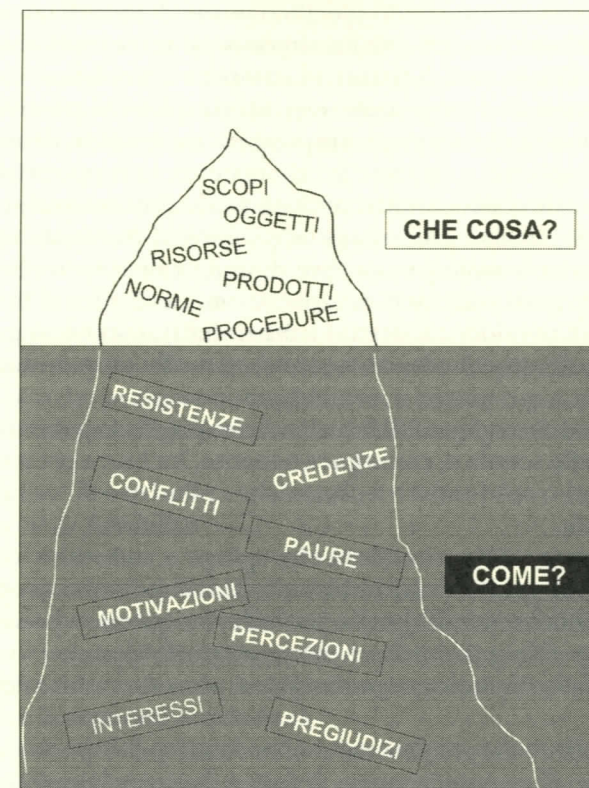 SCOPI
OGGETTI
CHE COSA?
RISORSE
PRODOTTI
NORME
PROCEDURE
RESISTENZE
CREDENZE
CONFLITTI
PAURE
COME?
MOTIVAZIONI
PERCEZIONI
INTERESSI
PREGIUDIZI